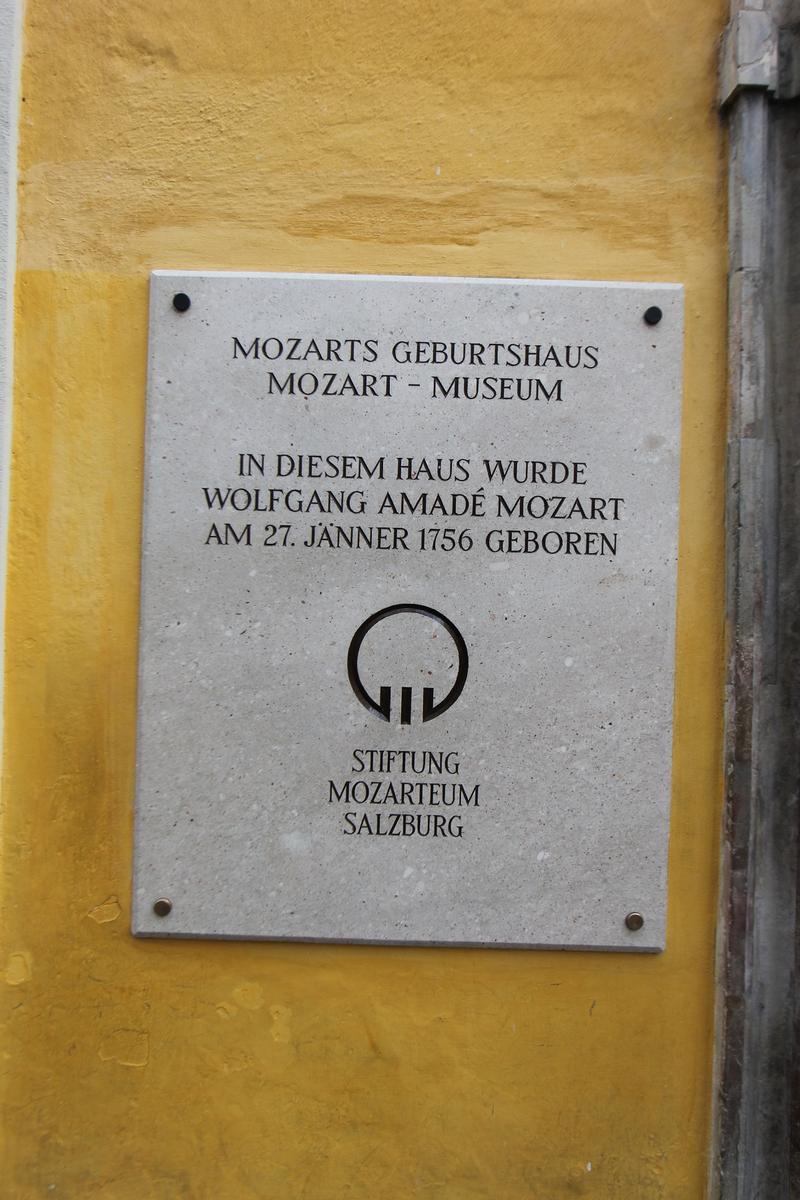 MOZARTS GEBURTSHAUS
MOZART – MUSEUM
IN DIESEM HAUS WURDE
WOLFGANG AMADÉ MOZART
AM 27. JÄNNER 1756 GEBOREN
STIFTUNG
MOZARTEUM
SALZBURG